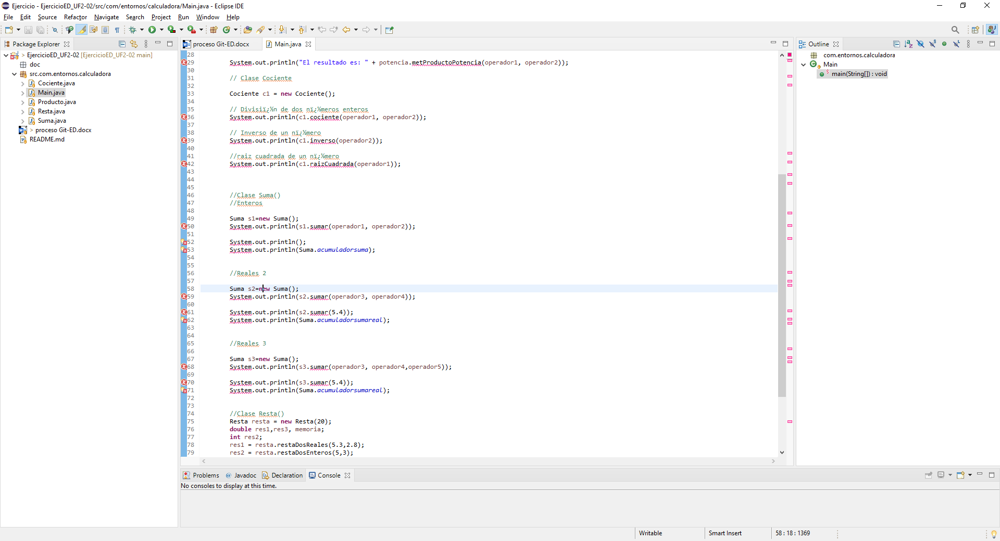 Ejercicio - EjercicioED_UF2-02/src/com/entornos/calculadora/Main.java - Eclipse IDE
File Edit Source Refactor Navigate Search Project Run Window Help
Package Explorer
EjercicioED_UF2-02 [EjercicioED_UF2-02 main]
doc
src.com.entornos.calculadora
Cociente.java
Main.java
Producto.java
Resta.java
Suma.java
proceso Git-ED.docx
README.md
proceso Git-ED.docx Main.java
28
29 System.out.println("El resultado es: " + potencia.metProductoPotencia(operador1, operador2));
30
31 // Clase Cociente
32
33 Cociente c1 = new Cociente();
34
35 // Divisiï¿½n de dos nï¿½meros enteros
36 System.out.println(c1.cociente(operador1, operador2));
37
38 // Inverso de un nï¿½mero
39 System.out.println(c1.inverso(operador2));
40
41 //raiz cuadrada de un nï¿½mero
42 System.out.println(c1.raizCuadrada(operador1));
43
44
45
46 //Clase Suma()
47 //Enteros
48
49 Suma s1=new Suma();
50 System.out.println(s1.sumar(operador1, operador2));
51
52 System.out.println();
53 System.out.println(Suma.acumuladorsuma);
54
55
56 //Reales 2
57
58 Suma s2=new Suma();
59 System.out.println(s2.sumar(operador3, operador4));
60
61 System.out.println(s2.sumar(5.4));
62 System.out.println(Suma.acumuladorsumareal);
63
64
65 //Reales 3
66
67 Suma s3=new Suma();
68 System.out.println(s3.sumar(operador3, operador4,operador5));
69
70 System.out.println(s3.sumar(5.4));
71 System.out.println(Suma.acumuladorsumareal);
72
73
74 //Clase Resta()
75 Resta resta = new Resta(20);
76 double res1,res3, memoria;
77 int res2;
78 res1 = resta.restaDosReales(5.3,2.8);
79 res2 = resta.restaDosEnteros(5,3);
Outline
com.entornos.calculadora
Main
main(String[]) : void
Problems Javadoc Declaration Console
No consoles to display at this time.
Writable Smart Insert 58 : 18 : 1369